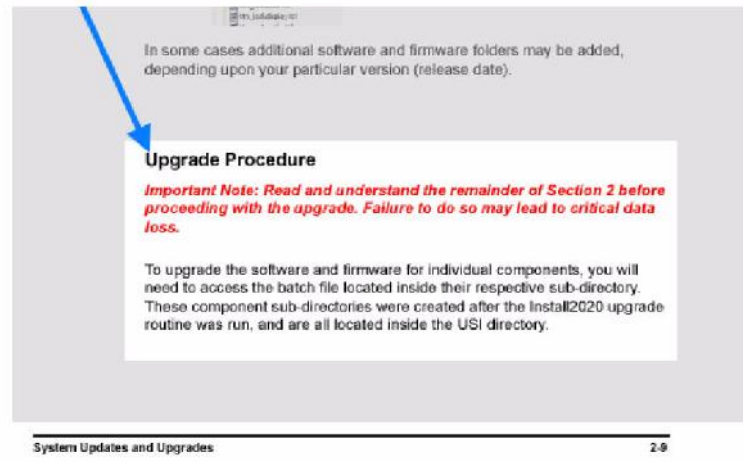 In some cases additional software and firmware folders may be added,
depending upon your particular version (release date).
Upgrade Procedure
Important Note: Read and understand the remainder of Section 2 before
proceeding with the upgrade. Failure to do so may lead to critical data
loss.
To upgrade the software and firmware for individual components, you will
need to access the batch file located inside their respective sub-directory.
These component sub-directories were created after the Install2020 upgrade
routine was run, and are all located inside the USI directory.
System Updates and Upgrades 2-9